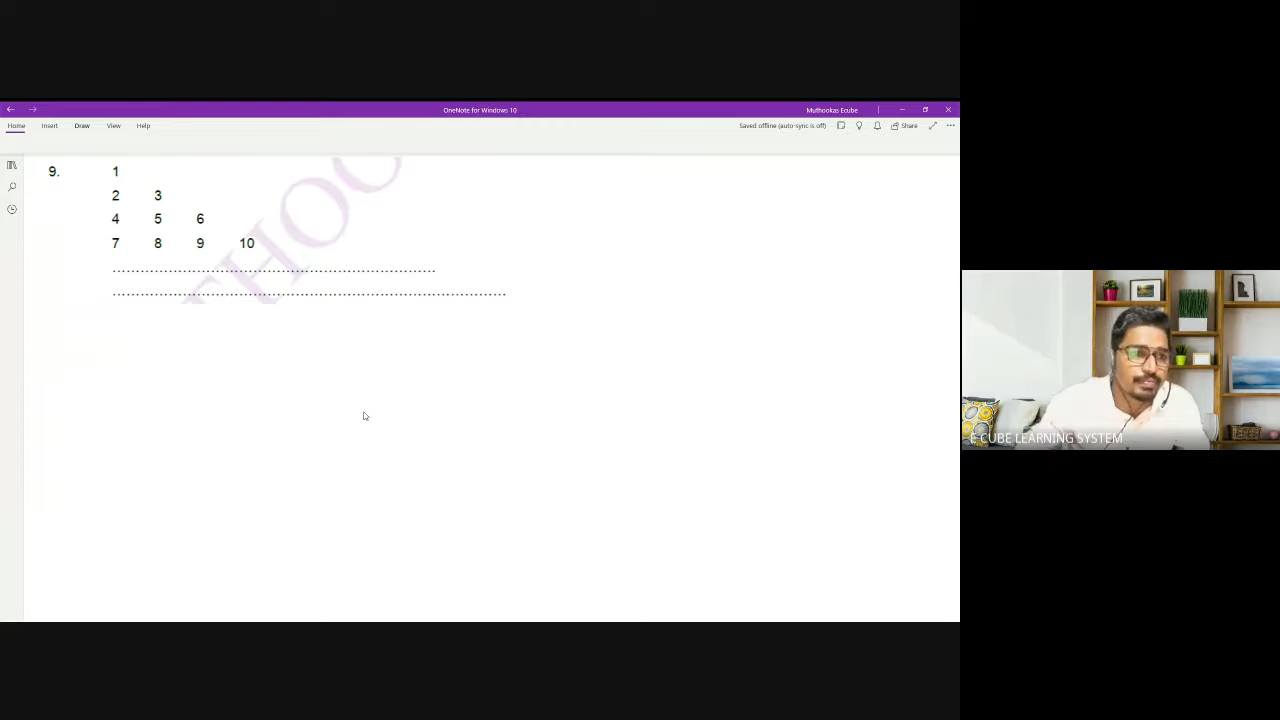 OneNote for Windows 10
Muthookas Ecube
Home Insert Draw View Help
Saved offline (auto-sync is off)
Share
9. 1
2 3
4 5 6
7 8 9 10
......................................................................
.....................................................................................
THOO
E CUBE LEARNING SYSTEM